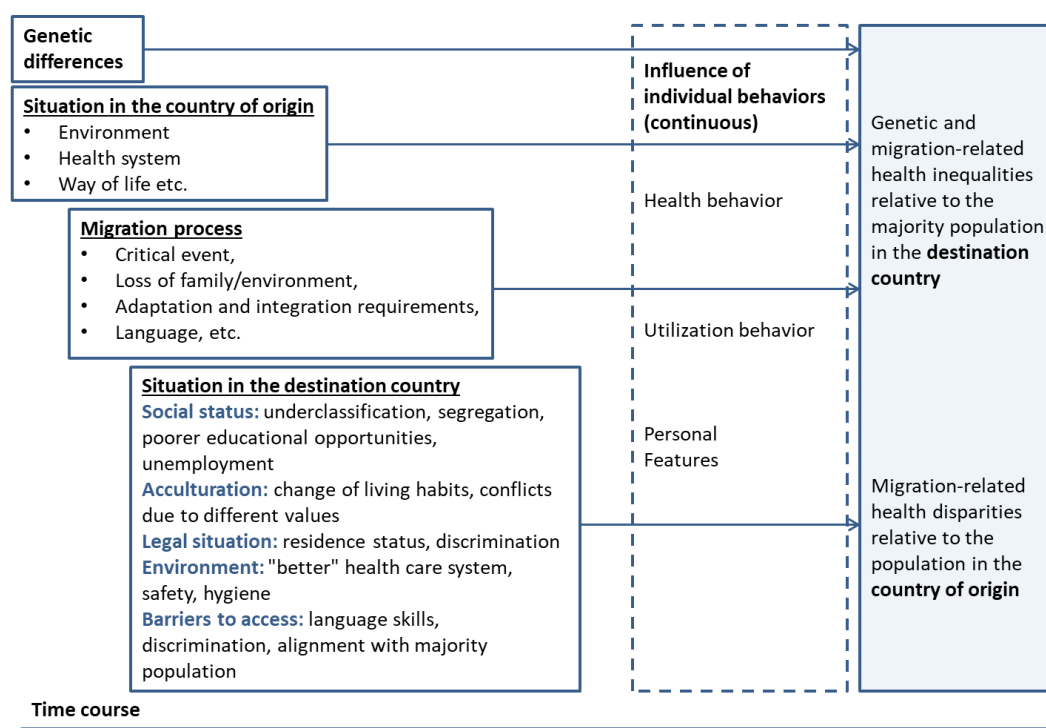 Genetic
differences
Situation in the country of origin
• Environment
• Health system
• Way of life etc.
Migration process
• Critical event,
• Loss of family/environment,
• Adaptation and integration requirements,
• Language, etc.
Situation in the destination country
Social status: underclassification, segregation,
poorer educational opportunities,
unemployment
Acculturation: change of living habits, conflicts
due to different values
Legal situation: residence status, discrimination
Environment: "better" health care system,
safety, hygiene
Barriers to access: language skills,
discrimination, alignment with majority
population
Influence of
individual behaviors
(continuous)
Health behavior
Utilization behavior
Personal
Features
Genetic and
migration-related
health inequalities
relative to the
majority population
in the destination
country
Migration-related
health disparities
relative to the
population in the
country of origin
Time course